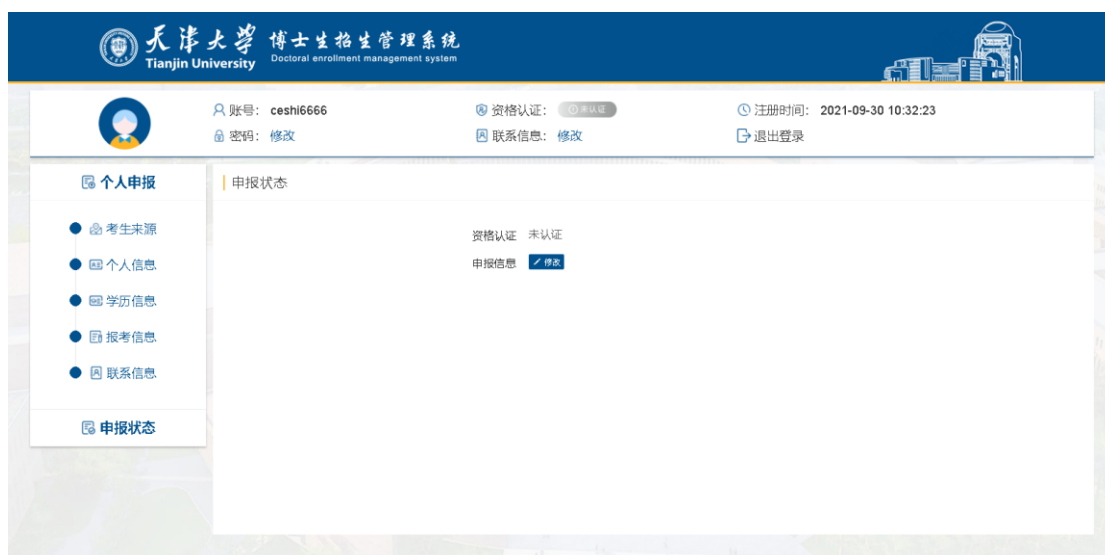 天津大学 博士生招生管理系统
Tianjin University Doctoral enrollment management system
账号： ceshi6666
资格认证： 未认证
注册时间： 2021-09-30 10:32:23
密码： 修改
联系信息： 修改
退出登录
个人申报
考生来源
个人信息
学历信息
报考信息
联系信息
申报状态
申报状态
资格认证 未认证
申报信息 修改